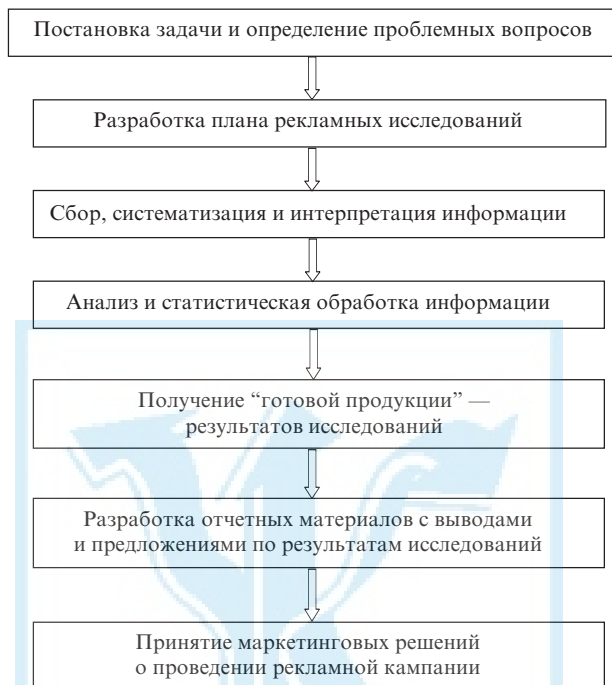 Постановка задачи и определение проблемных вопросов
Разработка плана рекламных исследований
Сбор, систематизация и интерпретация информации
Анализ и статистическая обработка информации
Получение “готовой продукции” —
результатов исследований
Разработка отчетных материалов с выводами
и предложениями по результатам исследований
Принятие маркетинговых решений
о проведении рекламной кампании